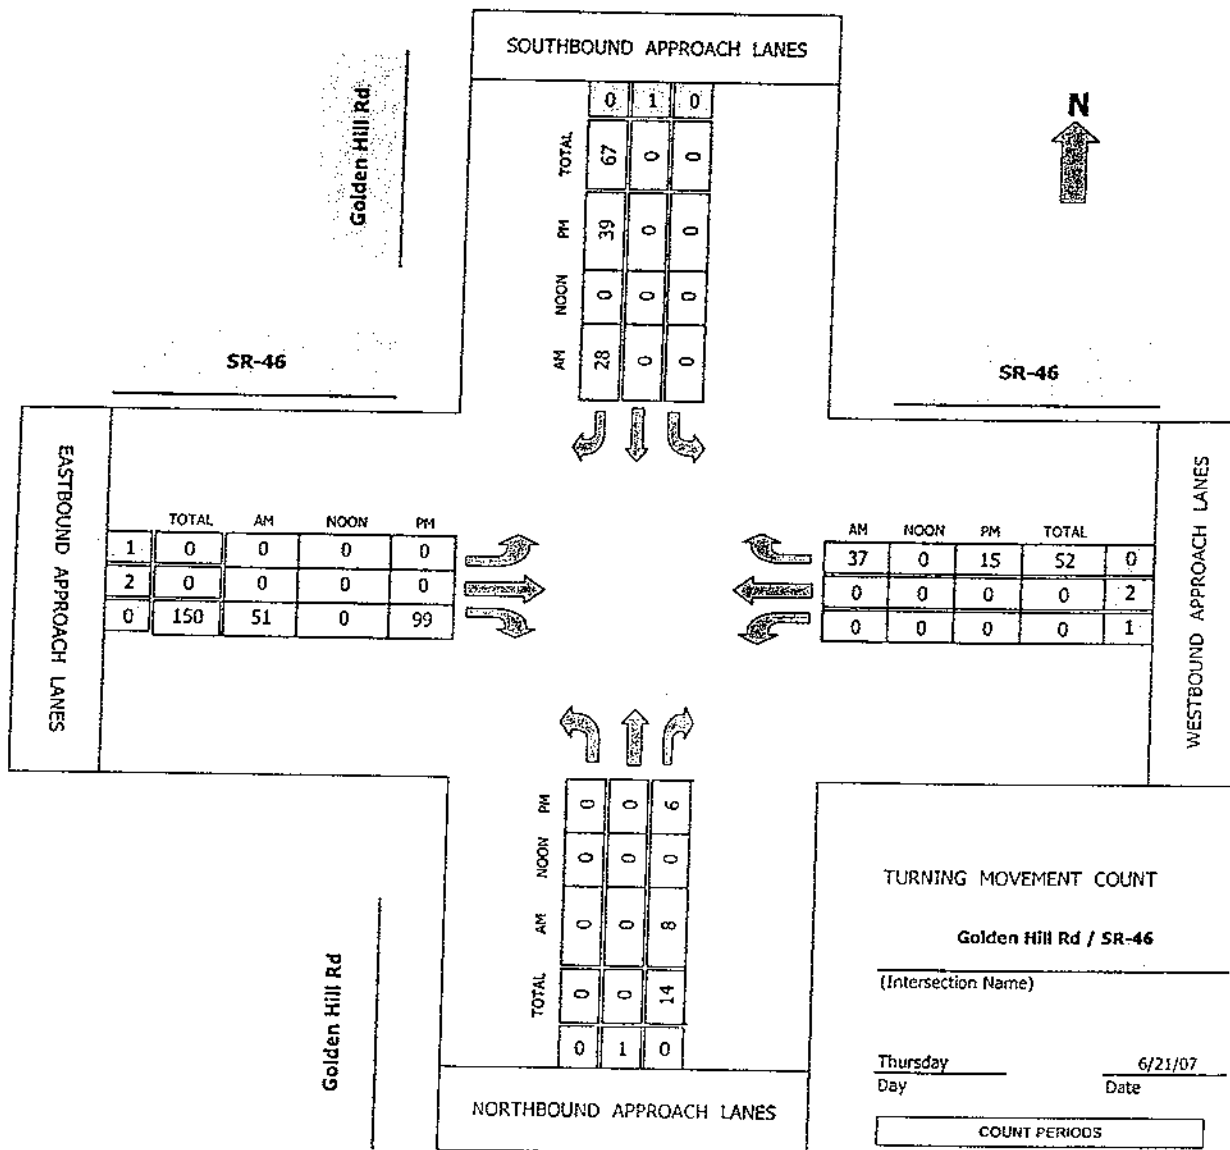 SOUTHBOUND APPROACH LANES
0 1 0
TOTAL 67 0 0
PM 39 0 0
NOON 0 0 0
AM 28 0 0
Golden Hill Rd
N
SR-46
SR-46
EASTBOUND APPROACH LANES
TOTAL AM NOON PM
1 0 0 0 0
2 0 0 0 0
0 150 51 0 99
AM NOON PM TOTAL
37 0 15 52 0
0 0 0 0 2
0 0 0 0 1
WESTBOUND APPROACH LANES
PM 0 0 6
NOON 0 0 0
AM 0 0 8
TOTAL 0 0 14
0 1 0
NORTHBOUND APPROACH LANES
Golden Hill Rd
TURNING MOVEMENT COUNT
Golden Hill Rd / SR-46
(Intersection Name)
Thursday 6/21/07
Day Date
COUNT PERIODS